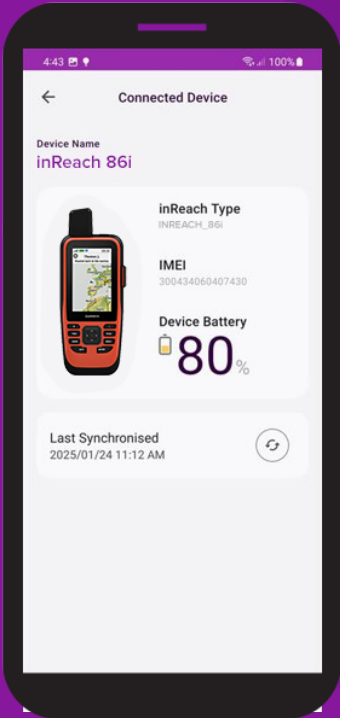 4:43 100%
Connected Device
Device Name
inReach 86i
inReach Type
INREACH_86i
IMEI
300434060407430
Device Battery
80%
Last Synchronised
2025/01/24 11:12 AM